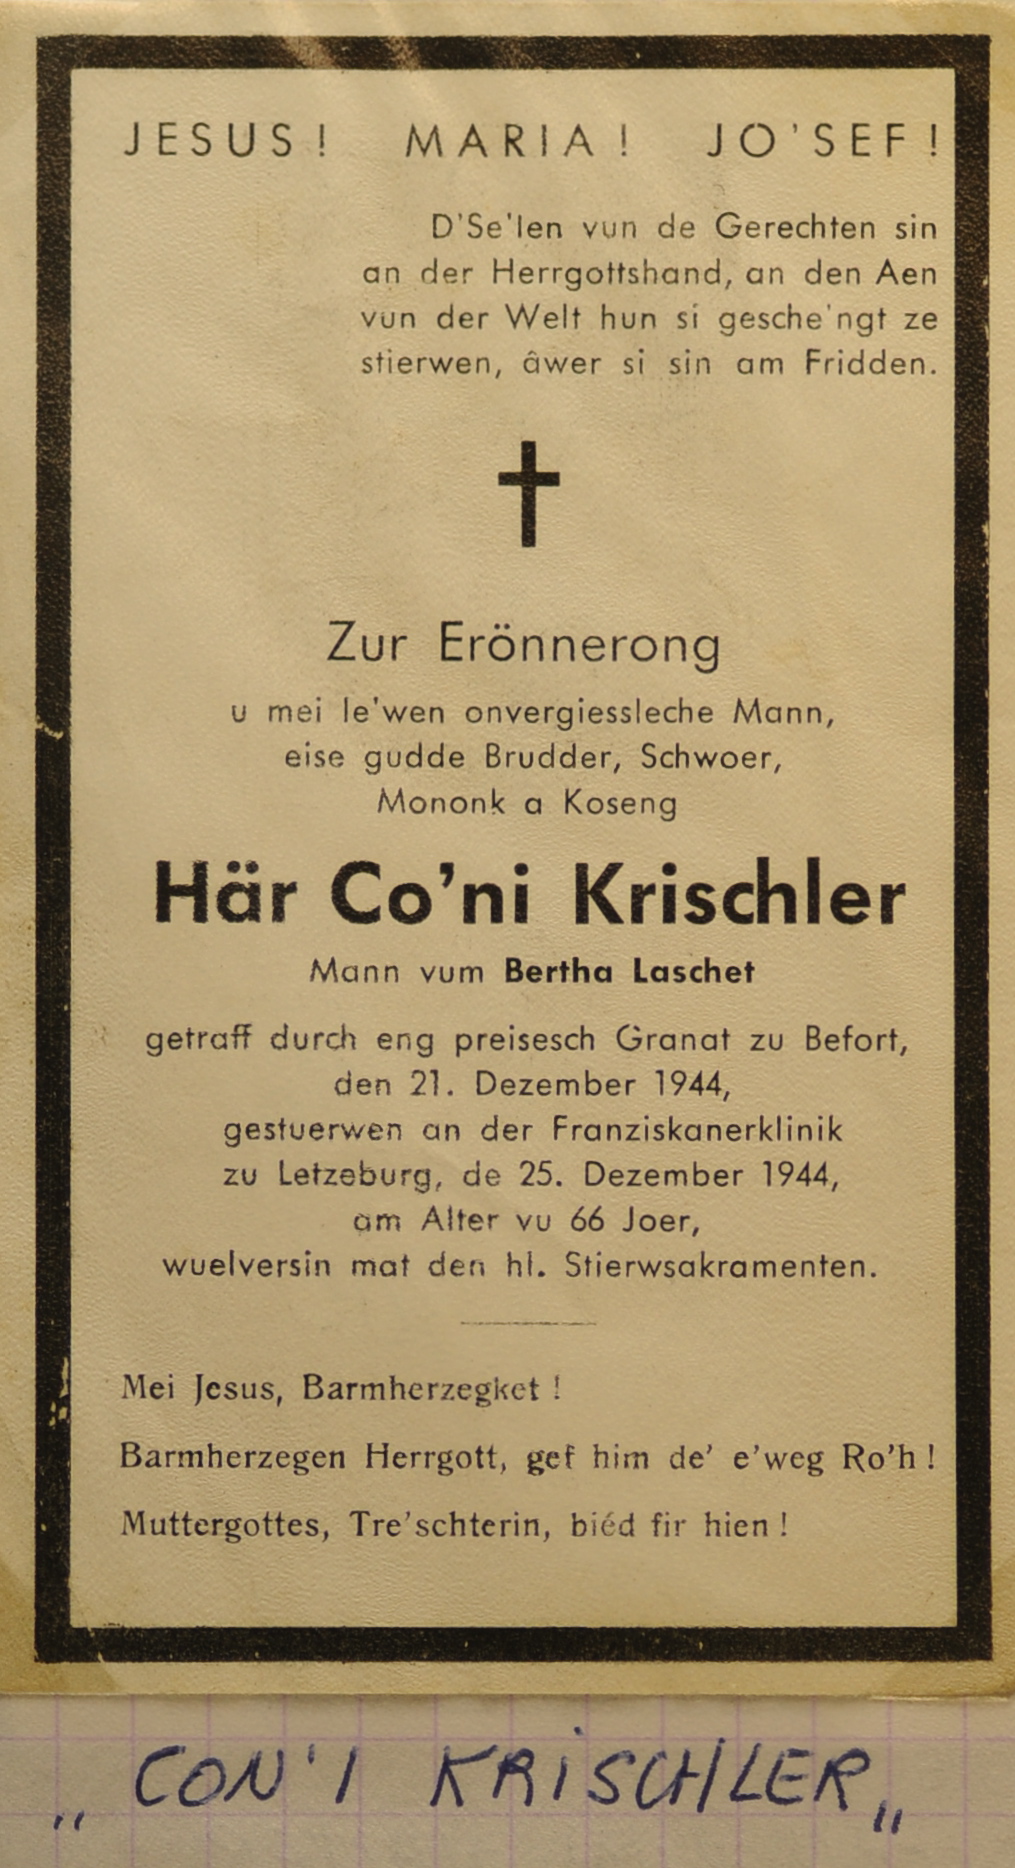 JESUS! MARIA! JO'SEF!
D'Se'len vun de Gerechten sin
an der Herrgottshand, an den Aen
vun der Welt hun si gesche'ngt ze
stierwen, âwer si sin am Fridden.
Zur Erönnerong
u mei le'wen onvergiessleche Mann,
eise gudde Brudder, Schwoer,
Mononk a Koseng
Här Co'ni Krischler
Mann vum Bertha Laschet
getraff durch eng preisesch Granat zu Befort,
den 21. Dezember 1944,
gestuerwen an der Franziskanerklinik
zu Letzeburg, de 25. Dezember 1944,
am Alter vu 66 Joer,
wuelversin mat den hl. Stierwsakramenten.
Mei Jesus, Barmherzegket !
Barmherzegen Herrgott, gef him de' e'weg Ro'h !
Muttergottes, Tre'schterin, biéd fir hien !
„ CON'I KRISCHLER „